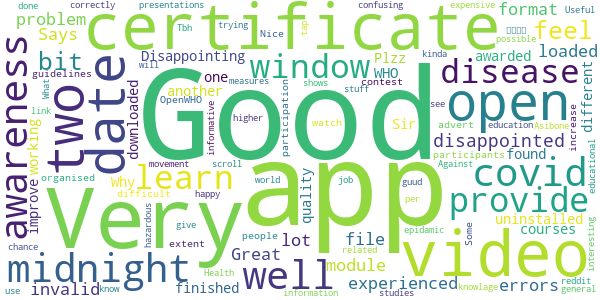 done correctly presentations certificate confusing expensive Useful
problem Says Tbh trying Nice tap possible format
bit Disappointing window Plzz WHO awarded feel loaded
guidelines one another disease
What OpenWHO measures contest kinda
awareness two date downloaded Good will stuff open different
link shows participation see education Asibone
working higher informative watch Sir advert increase
improve Why learn app disappointed participants found Against educational
movement scroll world happy job guud covid
organised difficult quality per provide
Very hazardous give people lot file epidemic Some uninstalled
chance extent Great module related video courses interesting
midnight well experienced knowlage reddit
invalid know finished Health information errors
use studies general